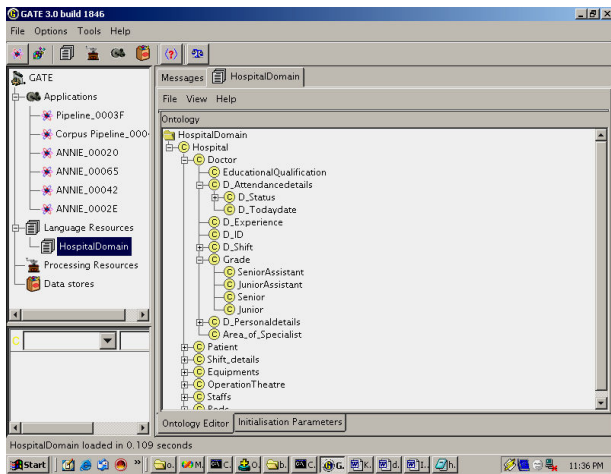 GATE 3.0 build 1846
File Options Tools Help
GATE
Applications
Pipeline_0003F
Corpus Pipeline_000
ANNIE_00020
ANNIE_00065
ANNIE_00042
ANNIE_0002E
Language Resources
HospitalDomain
Processing Resources
Data stores
C
Messages HospitalDomain
File View Help
Ontology
HospitalDomain
C Hospital
C Doctor
C EducationalQualification
C D_Attendancedetails
C D_Status
C D_Todaydate
C D_Experience
C D_ID
C D_Shift
C Grade
C SeniorAssistant
C JuniorAssistant
C Senior
C Junior
C D_Personaldetails
C Area_of_Specialist
C Patient
C Shift_details
C Equipments
C OperationTheatre
C Staffs
Ontology Editor Initialisation Parameters
HospitalDomain loaded in 0.109 seconds
Start o. M. C. O. b. C. G. K. d. I. h. 11:36 PM